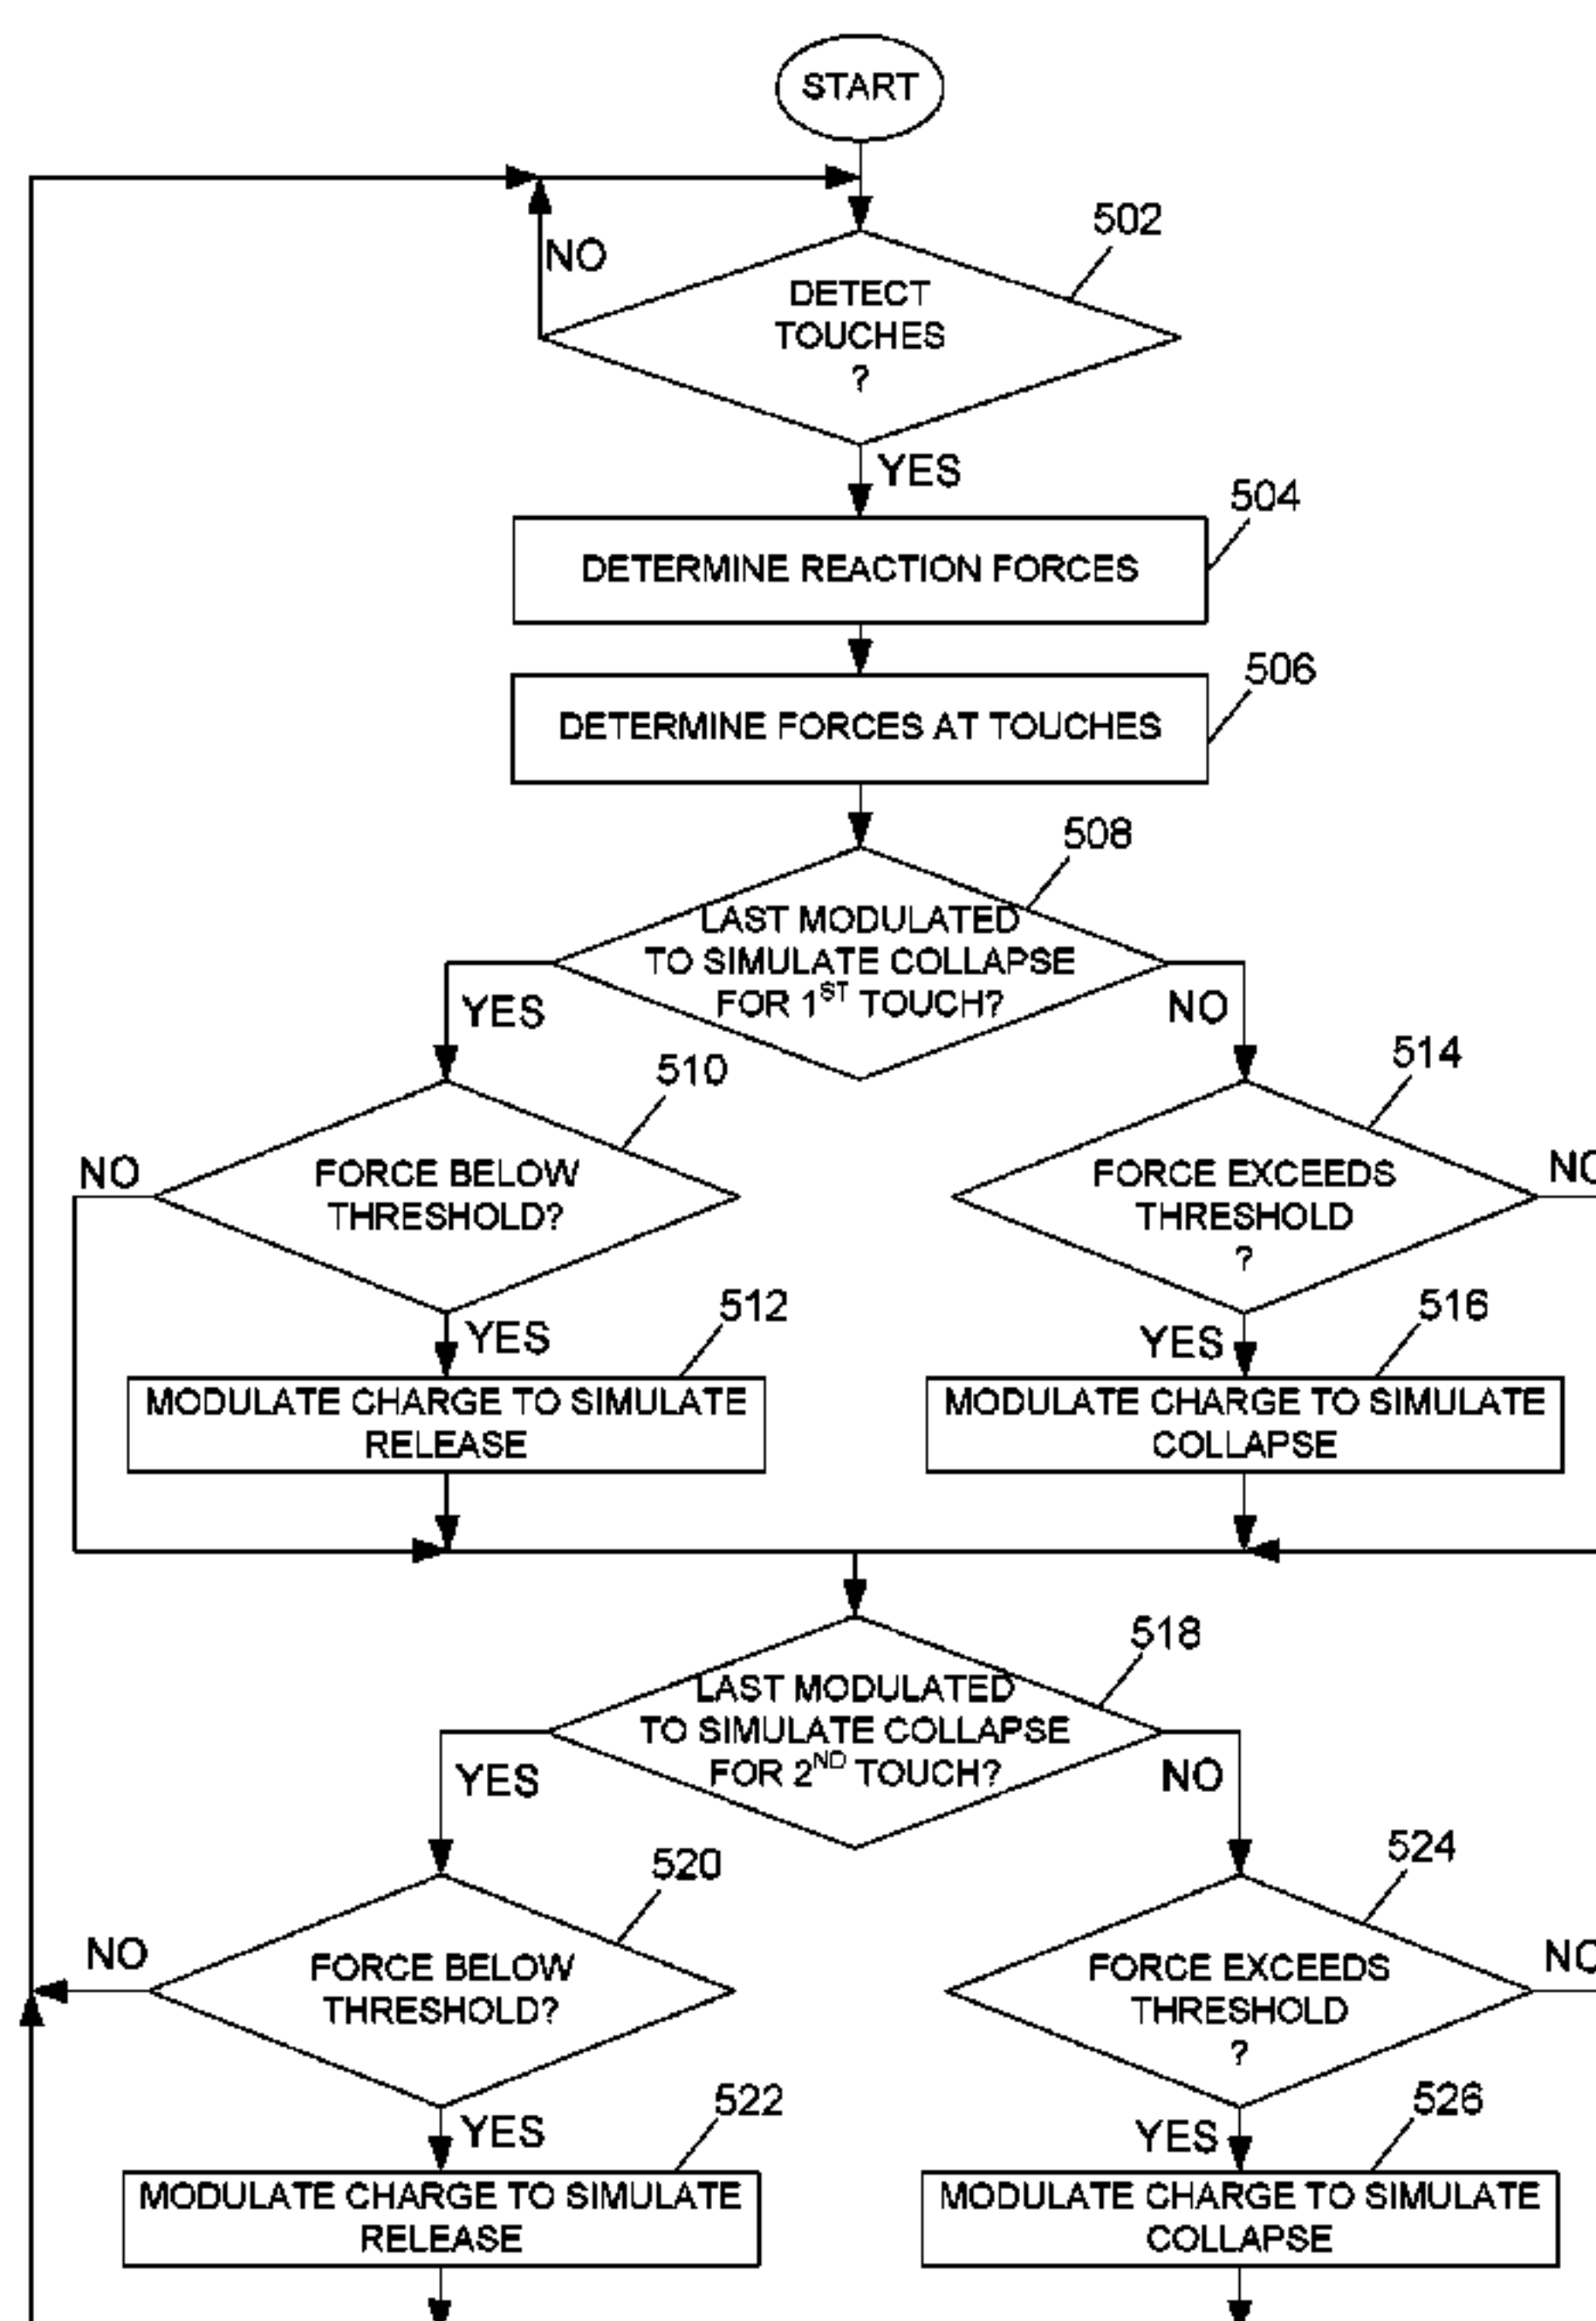 START
502
NO
DETECT
TOUCHES
?
YES
504
DETERMINE REACTION FORCES
506
DETERMINE FORCES AT TOUCHES
508
LAST MODULATED
TO SIMULATE COLLAPSE
FOR 1ST TOUCH?
YES
NO
510
514
NO
FORCE BELOW
THRESHOLD?
FORCE EXCEEDS
THRESHOLD
?
NO
YES
512
YES
516
MODULATE CHARGE TO SIMULATE
RELEASE
MODULATE CHARGE TO SIMULATE
COLLAPSE
518
LAST MODULATED
TO SIMULATE COLLAPSE
FOR 2ND TOUCH?
YES
NO
520
524
NO
FORCE BELOW
THRESHOLD?
FORCE EXCEEDS
THRESHOLD
?
NO
YES
522
YES
526
MODULATE CHARGE TO SIMULATE
RELEASE
MODULATE CHARGE TO SIMULATE
COLLAPSE